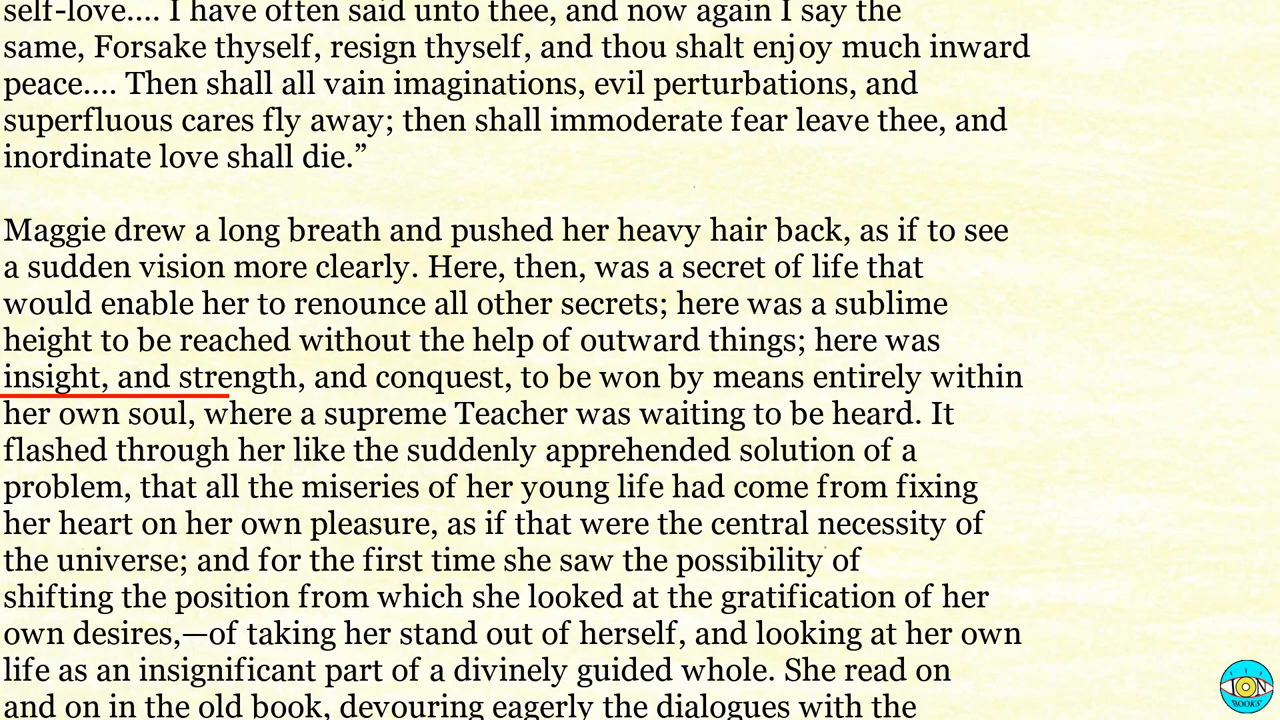 self-love.... I have often said unto thee, and now again I say the
same, Forsake thyself, resign thyself, and thou shalt enjoy much inward
peace.... Then shall all vain imaginations, evil perturbations, and
superfluous cares fly away; then shall immoderate fear leave thee, and
inordinate love shall die.”
Maggie drew a long breath and pushed her heavy hair back, as if to see
a sudden vision more clearly. Here, then, was a secret of life that
would enable her to renounce all other secrets; here was a sublime
height to be reached without the help of outward things; here was
insight, and strength, and conquest, to be won by means entirely within
her own soul, where a supreme Teacher was waiting to be heard. It
flashed through her like the suddenly apprehended solution of a
problem, that all the miseries of her young life had come from fixing
her heart on her own pleasure, as if that were the central necessity of
the universe; and for the first time she saw the possibility of
shifting the position from which she looked at the gratification of her
own desires,—of taking her stand out of herself, and looking at her own
life as an insignificant part of a divinely guided whole. She read on
and on in the old book, devouring eagerly the dialogues with the
ION
BOOKS